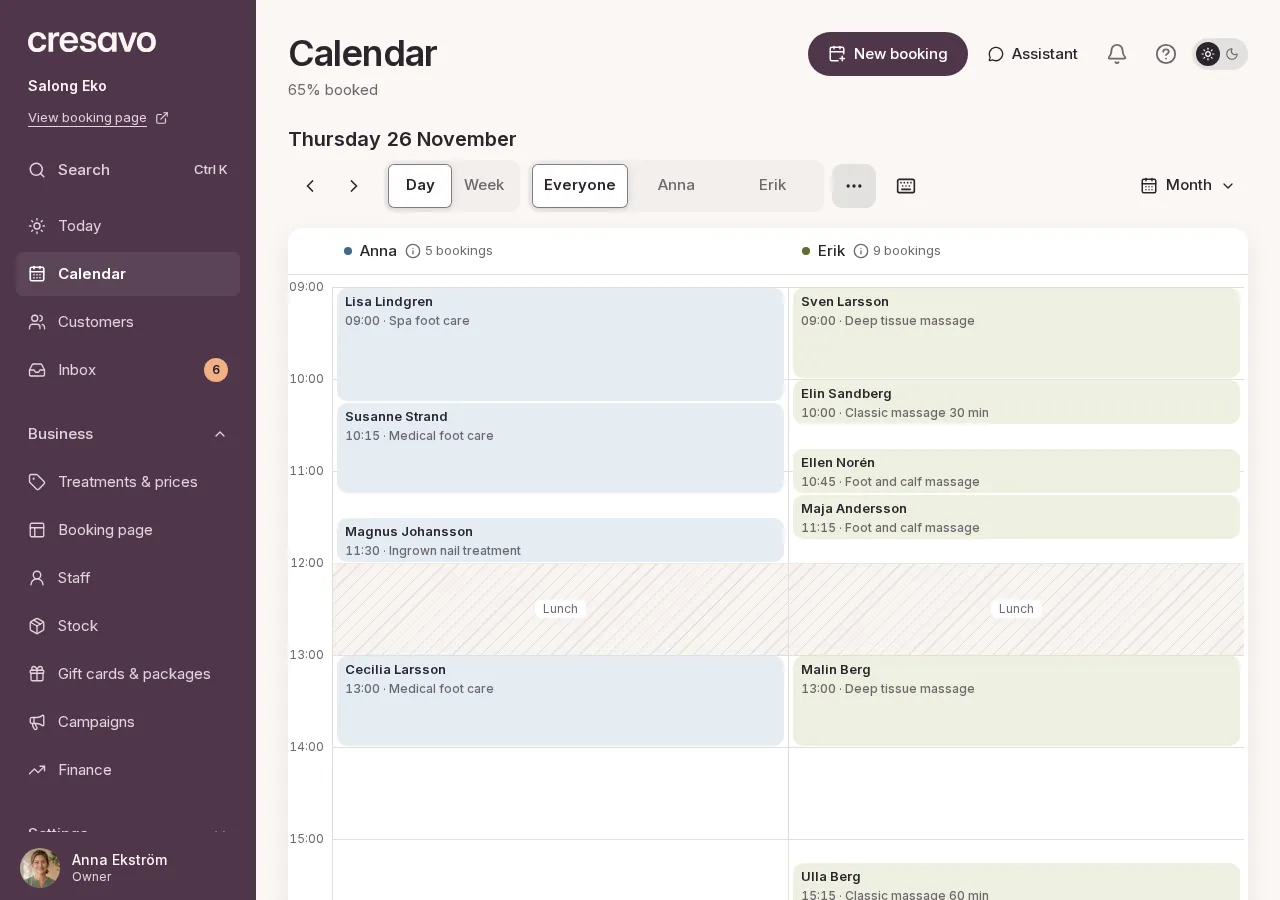 cresavo
Salong Eko
View booking page
Search Ctrl K
Today
Calendar
Customers
Inbox 6
Business
Treatments & prices
Booking page
Staff
Stock
Gift cards & packages
Campaigns
Finance
Settings
Anna Ekström
Owner
Calendar
65% booked
New booking
Assistant
Thursday 26 November
Day Week Everyone Anna Erik Month
Anna 5 bookings
Erik 9 bookings
09:00
10:00
11:00
12:00
13:00
14:00
15:00
Lisa Lindgren
09:00 · Spa foot care
Susanne Strand
10:15 · Medical foot care
Magnus Johansson
11:30 · Ingrown nail treatment
Lunch
Cecilia Larsson
13:00 · Medical foot care
Sven Larsson
09:00 · Deep tissue massage
Elin Sandberg
10:00 · Classic massage 30 min
Ellen Norén
10:45 · Foot and calf massage
Maja Andersson
11:15 · Foot and calf massage
Lunch
Malin Berg
13:00 · Deep tissue massage
Ulla Berg
15:15 · Classic massage 60 min